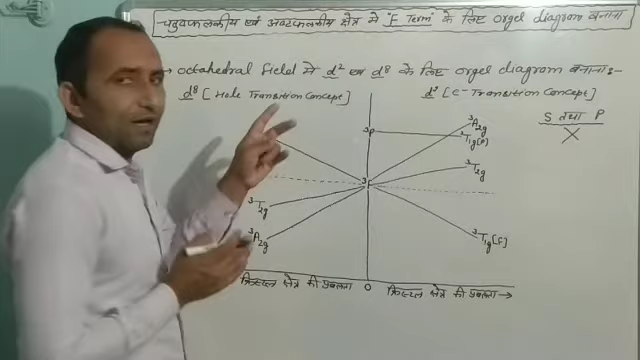 चतुष्फलकीय एवं अष्टफलकीय क्षेत्र में 'F Term' के लिए orgel diagram बनाना
→ octahedral field में d² एवं d⁸ के लिए orgel diagram बनाना:-
d⁸ [Hole Transition Concept]
d² [e- Transition Concept]
S तथा P
X
³A₂g
³P
³T₁g[P]
³T₂g
³T₂g
³A₂g
³T₁g[F]
क्रिस्टल क्षेत्र की प्रबलता
0
क्रिस्टल क्षेत्र की प्रबलता →